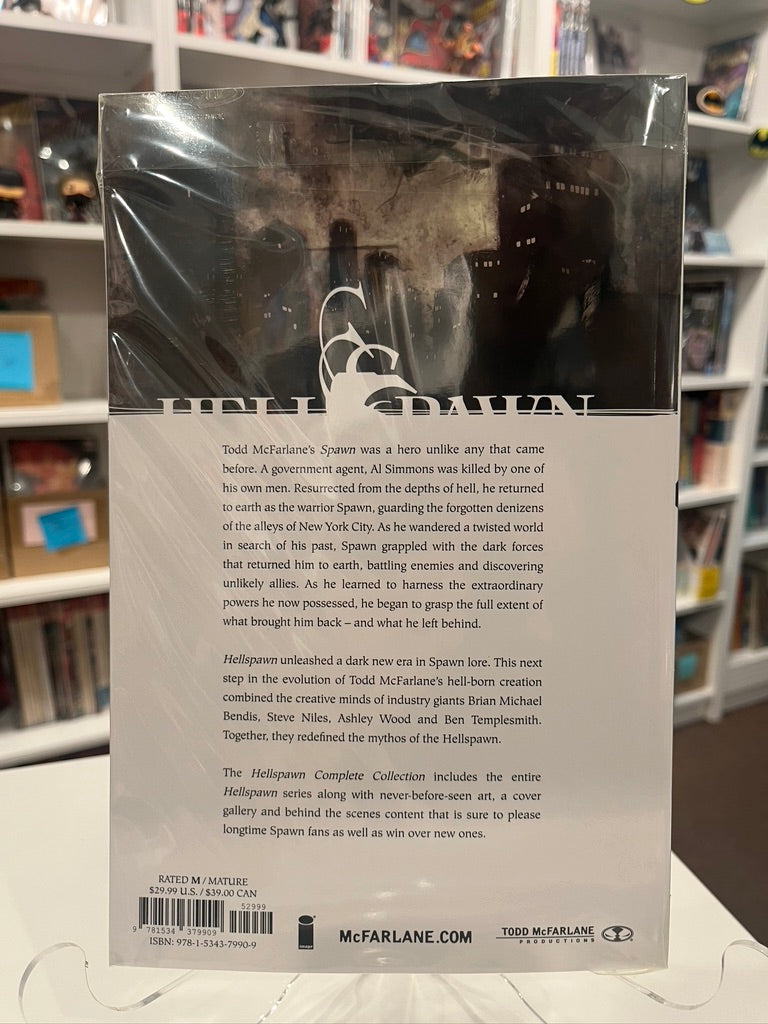 HELLSPAWN
Todd McFarlane's Spawn was a hero unlike any that came
before. A government agent, Al Simmons was killed by one of
his own men. Resurrected from the depths of hell, he returned
to earth as the warrior Spawn, guarding the forgotten denizens
of the alleys of New York City. As he wandered a twisted world
in search of his past, Spawn grappled with the dark forces
that returned him to earth, battling enemies and discovering
unlikely allies. As he learned to harness the extraordinary
powers he now possessed, he began to grasp the full extent of
what brought him back – and what he left behind.
Hellspawn unleashed a dark new era in Spawn lore. This next
step in the evolution of Todd McFarlane's hell-born creation
combined the creative minds of industry giants Brian Michael
Bendis, Steve Niles, Ashley Wood and Ben Templesmith.
Together, they redefined the mythos of the Hellspawn.
The Hellspawn Complete Collection includes the entire
Hellspawn series along with never-before-seen art, a cover
gallery and behind the scenes content that is sure to please
longtime Spawn fans as well as win over new ones.
RATED M / MATURE
$29.99 U.S. / $39.00 CAN
52999
9 781534 379909
ISBN: 978-1-5343-7990-9
image
McFARLANE.COM
TODD McFARLANE
PRODUCTIONS